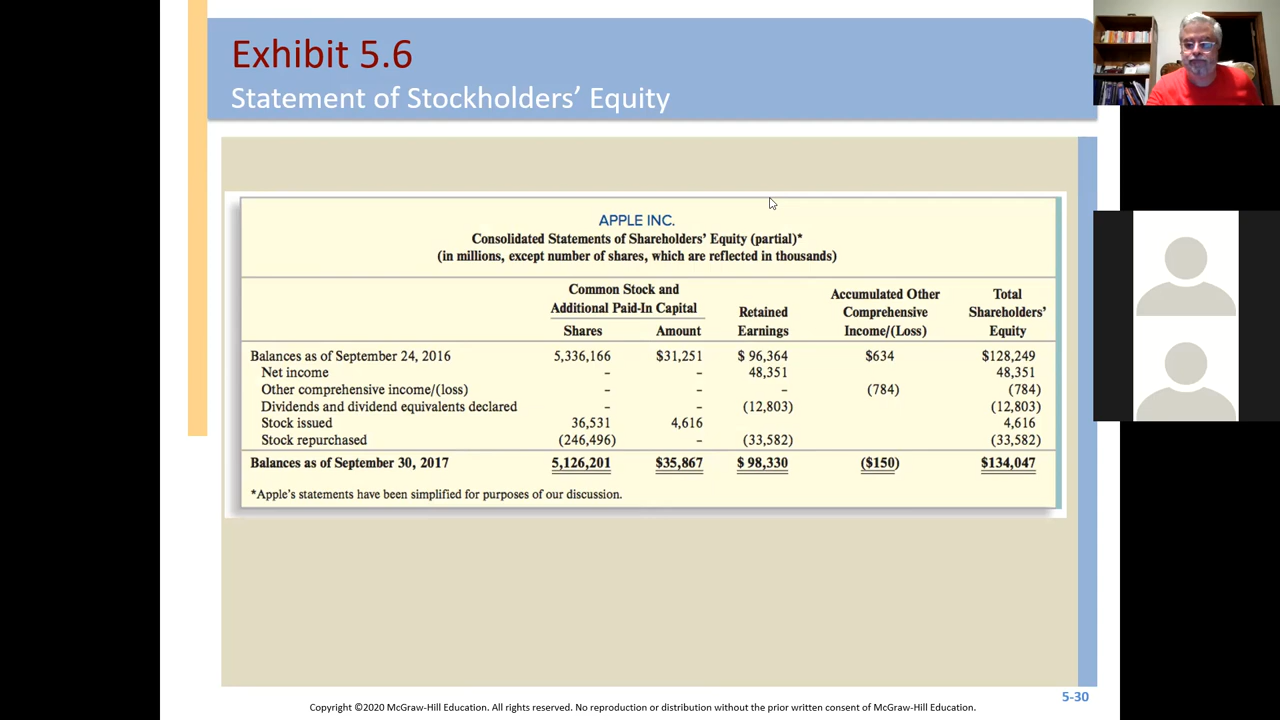 Exhibit 5.6
Statement of Stockholders’ Equity
APPLE INC.
Consolidated Statements of Shareholders’ Equity (partial)*
(in millions, except number of shares, which are reflected in thousands)
Common Stock and Additional Paid-In Capital
Shares Amount Retained Earnings Accumulated Other Comprehensive Income/(Loss) Total Shareholders’ Equity
Balances as of September 24, 2016 5,336,166 $31,251 $ 96,364 $634 $128,249
Net income – – 48,351 48,351
Other comprehensive income/(loss) – – – (784) (784)
Dividends and dividend equivalents declared – – (12,803) (12,803)
Stock issued 36,531 4,616 4,616
Stock repurchased (246,496) – (33,582) (33,582)
Balances as of September 30, 2017 5,126,201 $35,867 $ 98,330 ($150) $134,047
*Apple’s statements have been simplified for purposes of our discussion.
5-30
Copyright ©2020 McGraw-Hill Education. All rights reserved. No reproduction or distribution without the prior written consent of McGraw-Hill Education.